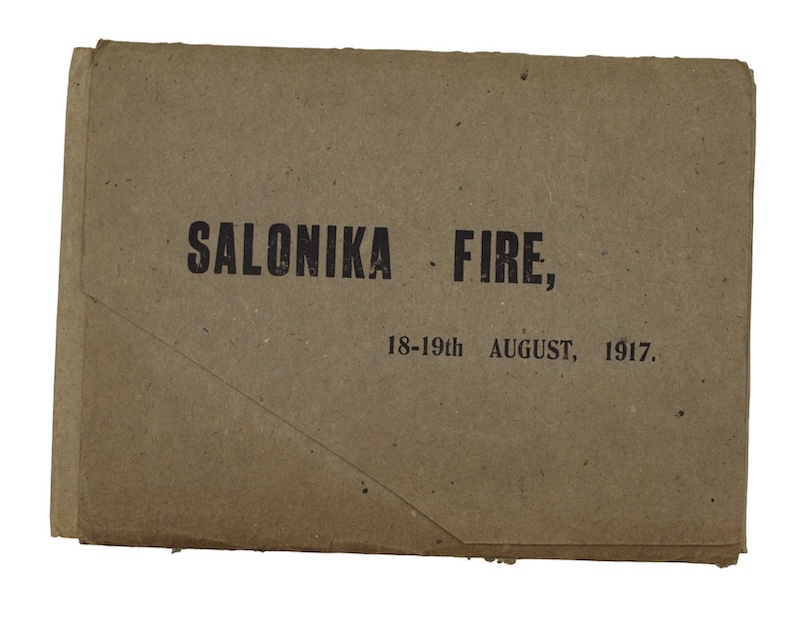 SALONIKA FIRE,
18-19th AUGUST, 1917.